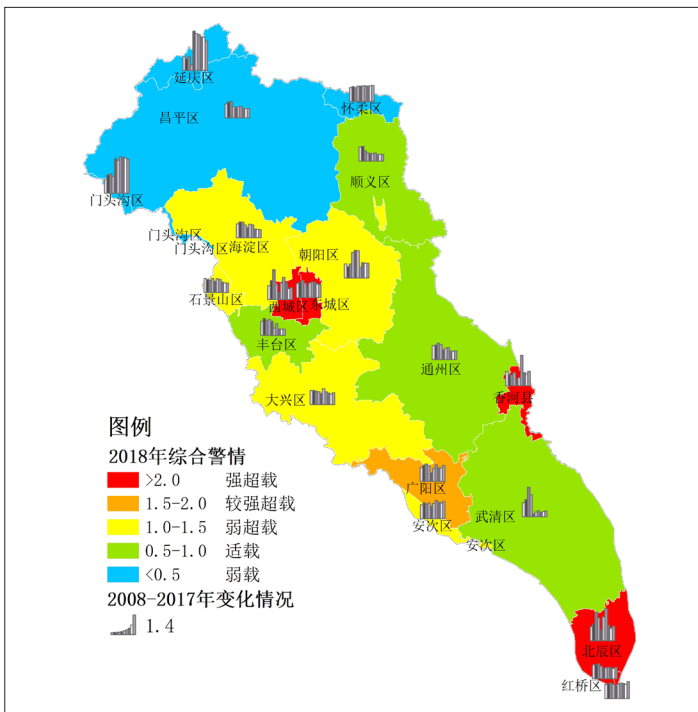 延庆区
怀柔区
昌平区
顺义区
门头沟区
门头沟区
门头沟区
海淀区
朝阳区
石景山区
西城区
东城区
丰台区
通州区
香河县
大兴区
广阳区
武清区
安次区
安次区
北辰区
红桥区
图例
2018年综合警情
>2.0 强超载
1.5-2.0 较强超载
1.0-1.5 弱超载
0.5-1.0 适载
<0.5 弱载
2008-2017年变化情况
1.4